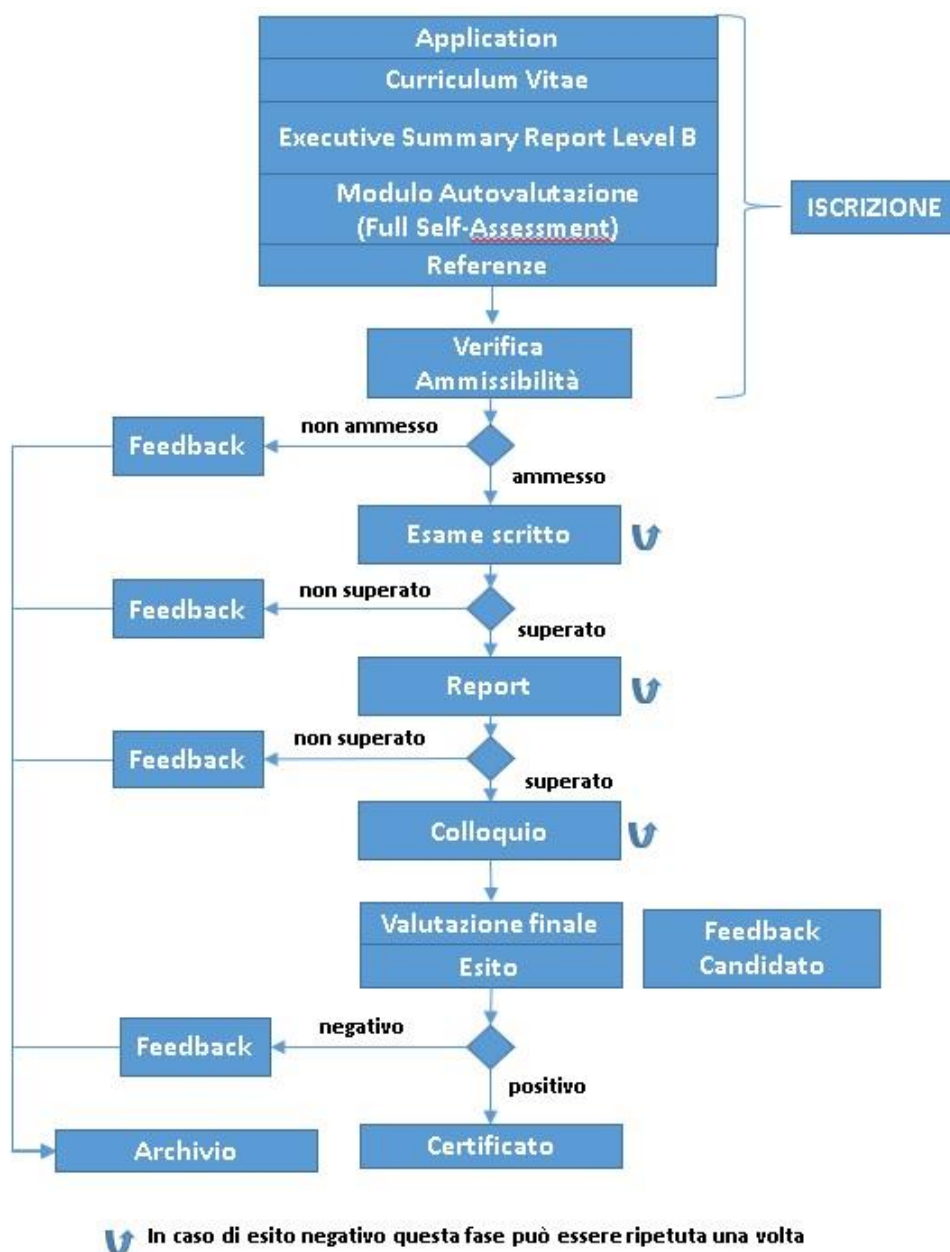 Application
Curriculum Vitae
Executive Summary Report Level B
Modulo Autovalutazione
(Full Self-Assessment)
Referenze
ISCRIZIONE
Verifica
Ammissibilità
non ammesso
Feedback
ammesso
Esame scritto
non superato
Feedback
superato
Report
non superato
Feedback
superato
Colloquio
Valutazione finale
Esito
Feedback
Candidato
negativo
Feedback
positivo
Archivio
Certificato
In caso di esito negativo questa fase può essere ripetuta una volta